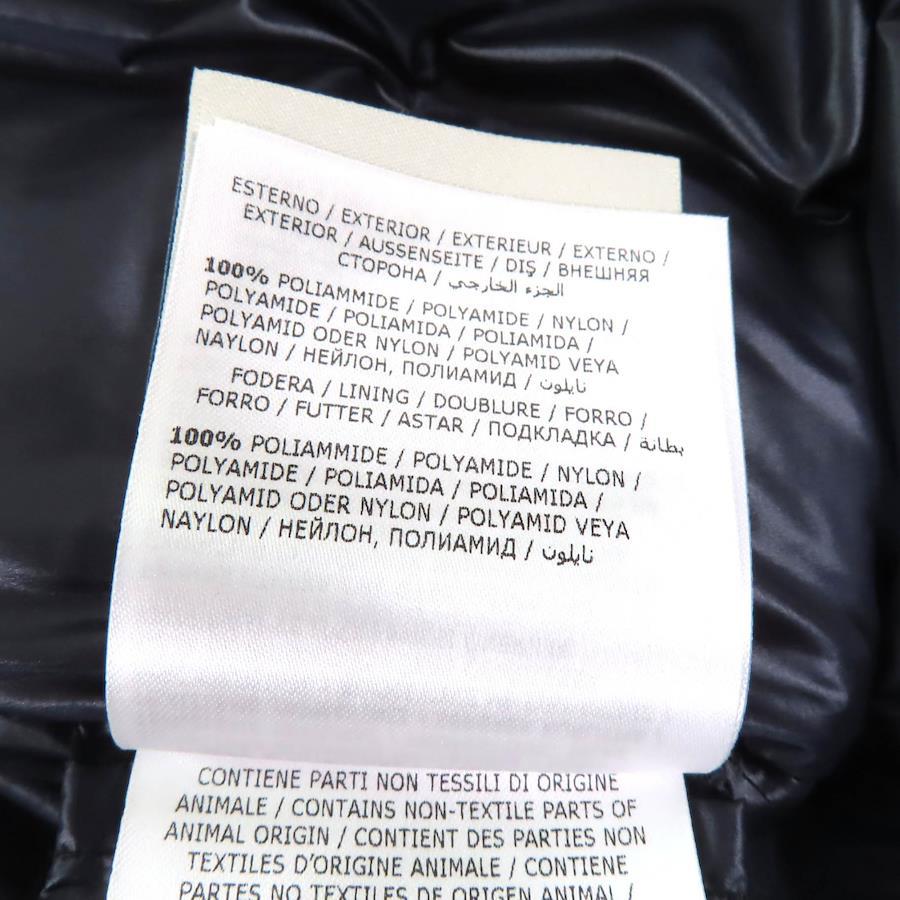 ESTERNO / EXTERIOR / EXTERIEUR / EXTERNO /
EXTERIOR / AUSSENSEITE / DIŞ / ВНЕШНЯЯ
СТОРОНА / الجزء الخارجي
100% POLIAMMIDE / POLYAMIDE / NYLON /
POLYAMIDE / POLIAMIDA / POLIAMIDA /
POLYAMID ODER NYLON / POLYAMID VEYA
NAYLON / НЕЙЛОН, ПОЛИАМИД / نايلون
FODERA / LINING / DOUBLURE / FORRO /
FORRO / FUTTER / ASTAR / ПОДКЛАДКА / بطانة
100% POLIAMMIDE / POLYAMIDE / NYLON /
POLYAMIDE / POLIAMIDA / POLIAMIDA /
POLYAMID ODER NYLON / POLYAMID VEYA
NAYLON / НЕЙЛОН, ПОЛИАМИД / نايلون
CONTIENE PARTI NON TESSILI DI ORIGINE
ANIMALE / CONTAINS NON-TEXTILE PARTS OF
ANIMAL ORIGIN / CONTIENT DES PARTIES NON
TEXTILES D'ORIGINE ANIMALE / CONTIENE
PARTES NO TEXTILES DE ORIGEN ANIMAL /